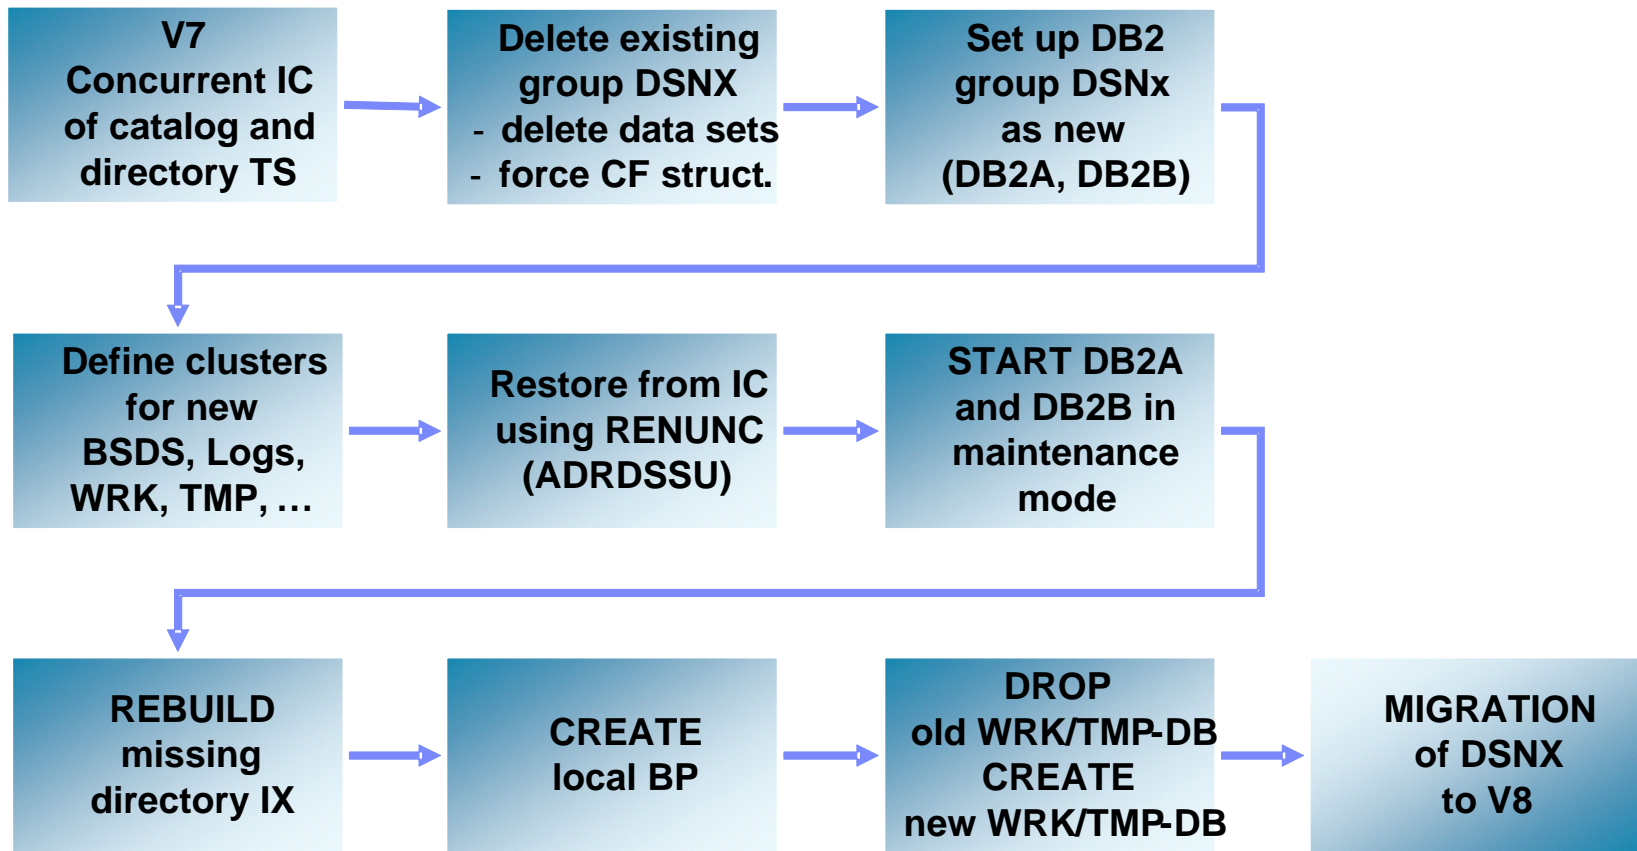 V7
Concurrent IC
of catalog and
directory TS
Delete existing
group DSNX
- delete data sets
- force CF struct.
Set up DB2
group DSNx
as new
(DB2A, DB2B)
Define clusters
for new
BSDS, Logs,
WRK, TMP, …
Restore from IC
using RENUNC
(ADRDSSU)
START DB2A
and DB2B in
maintenance
mode
REBUILD
missing
directory IX
CREATE
local BP
DROP
old WRK/TMP-DB
CREATE
new WRK/TMP-DB
MIGRATION
of DSNX
to V8